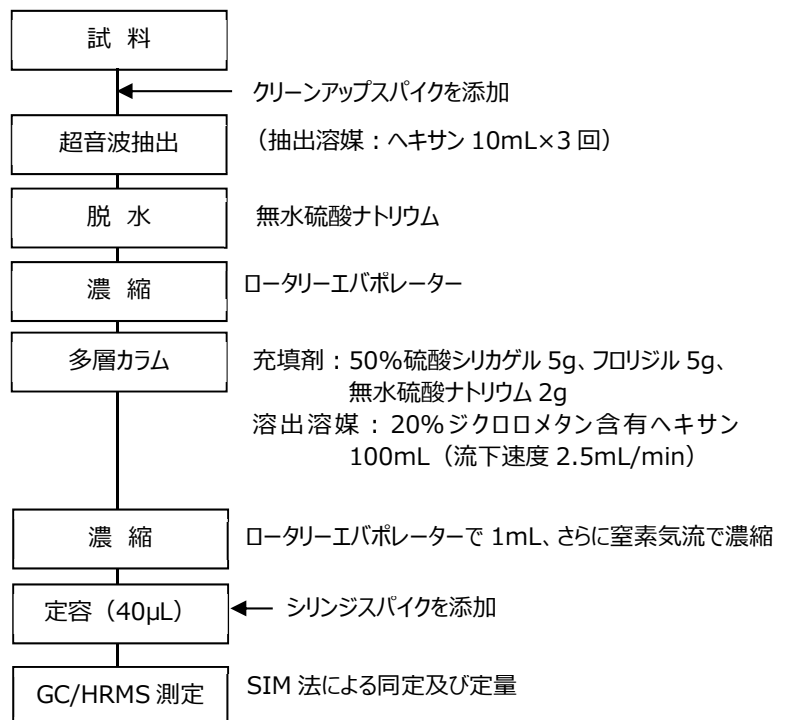 試 料
クリーンアップスパイクを添加
超音波抽出 （抽出溶媒：ヘキサン 10mL×3 回）
脱 水 無水硫酸ナトリウム
濃 縮 ロータリーエバポレーター
多層カラム 充填剤：50%硫酸シリカゲル 5g、フロリジル 5g、
無水硫酸ナトリウム 2g
溶出溶媒：20%ジクロロメタン含有ヘキサン
100mL（流下速度 2.5mL/min）
濃 縮 ロータリーエバポレーターで 1mL、さらに窒素気流で濃縮
定容（40μL） シリンジスパイクを添加
GC/HRMS 測定 SIM 法による同定及び定量